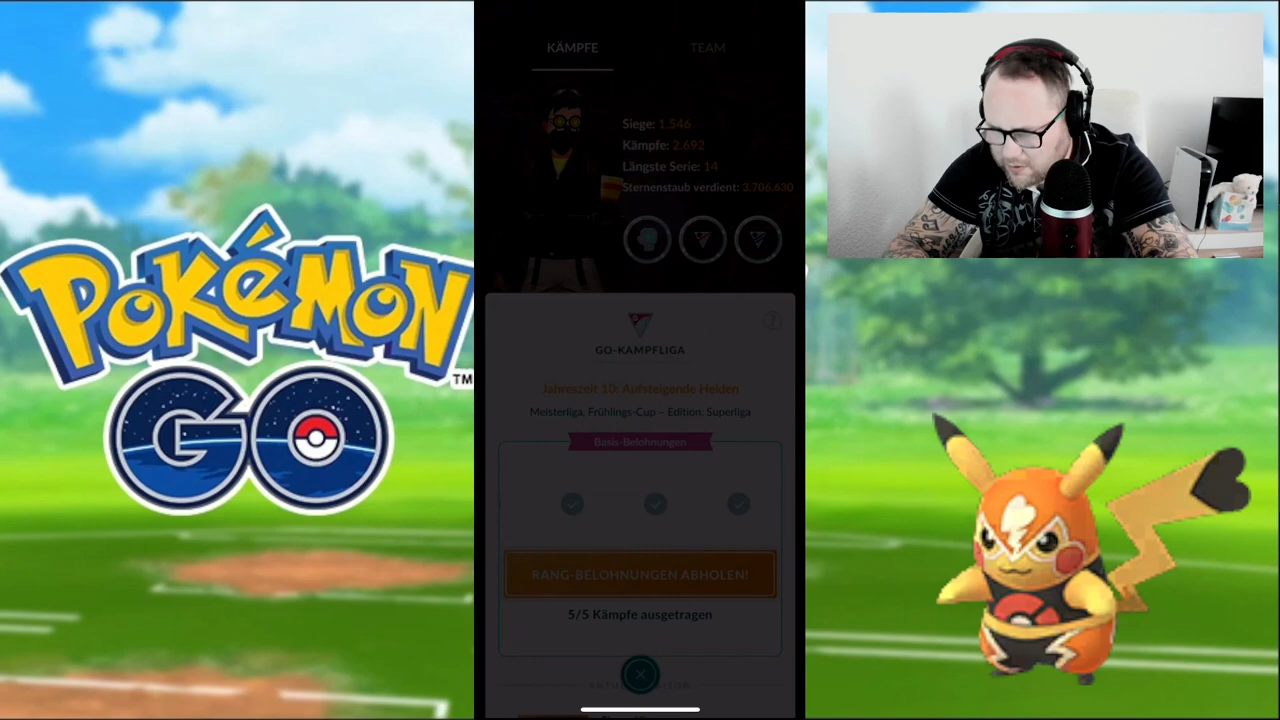 POKÉMON
TM
GO
KÄMPFE
TEAM
Siege: 1.546
Kämpfe: 2.692
Längste Serie: 14
Sternenstaub verdient: 3.706.630
GO-KAMPFLIGA
Jahreszeit 10: Aufsteigende Helden
Meisterliga, Frühlings-Cup – Edition: Superliga
Basis-Belohnungen
RANG-BELOHNUNGEN ABHOLEN!
5/5 Kämpfe ausgetragen